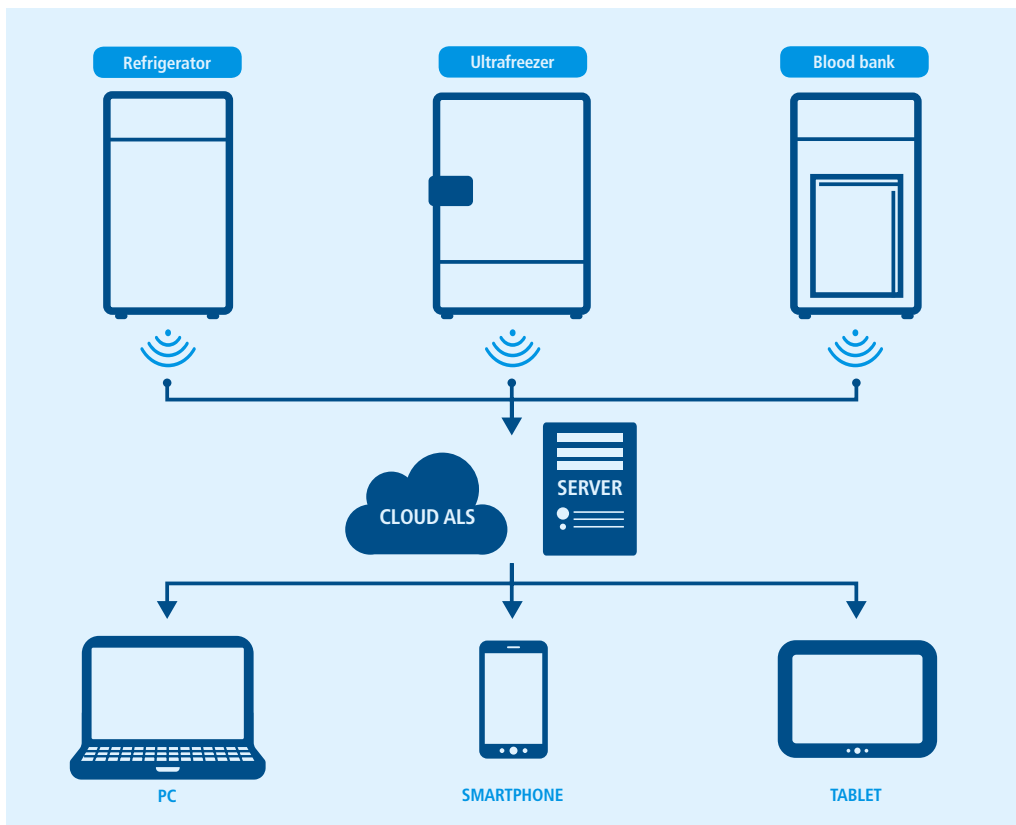 Refrigerator
Ultrafreezer
Blood bank
CLOUD ALS
SERVER
PC
SMARTPHONE
TABLET